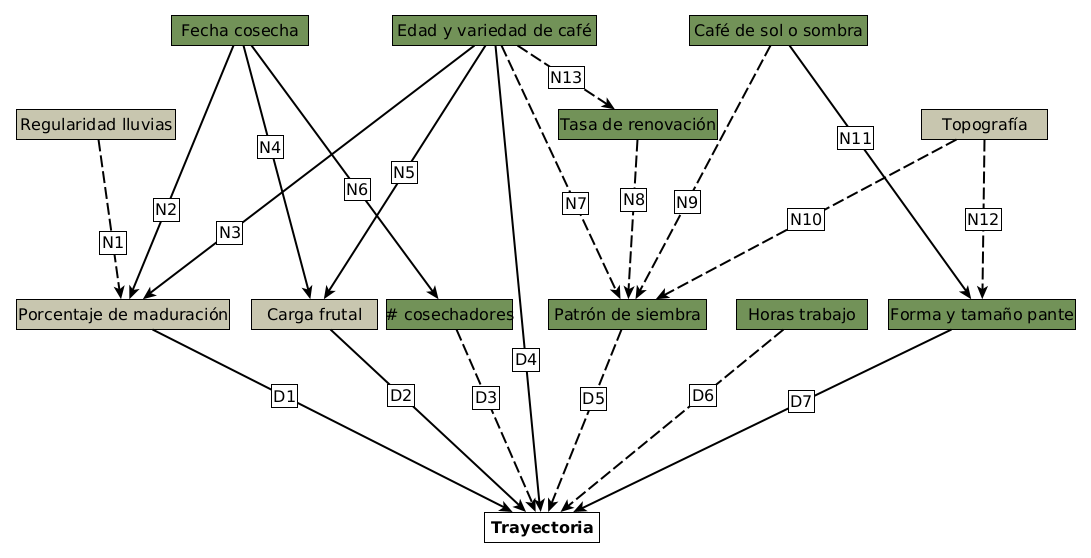 Fecha cosecha
Edad y variedad de café
Café de sol o sombra
N13
Regularidad lluvias
Tasa de renovación
Topografía
N4
N11
N5
N6
N2
N7
N8
N9
N10
N12
N3
N1
Porcentaje de maduración
Carga frutal
# cosechadores
Patrón de siembra
Horas trabajo
Forma y tamaño pante
D4
D1
D2
D3
D5
D6
D7
Trayectoria